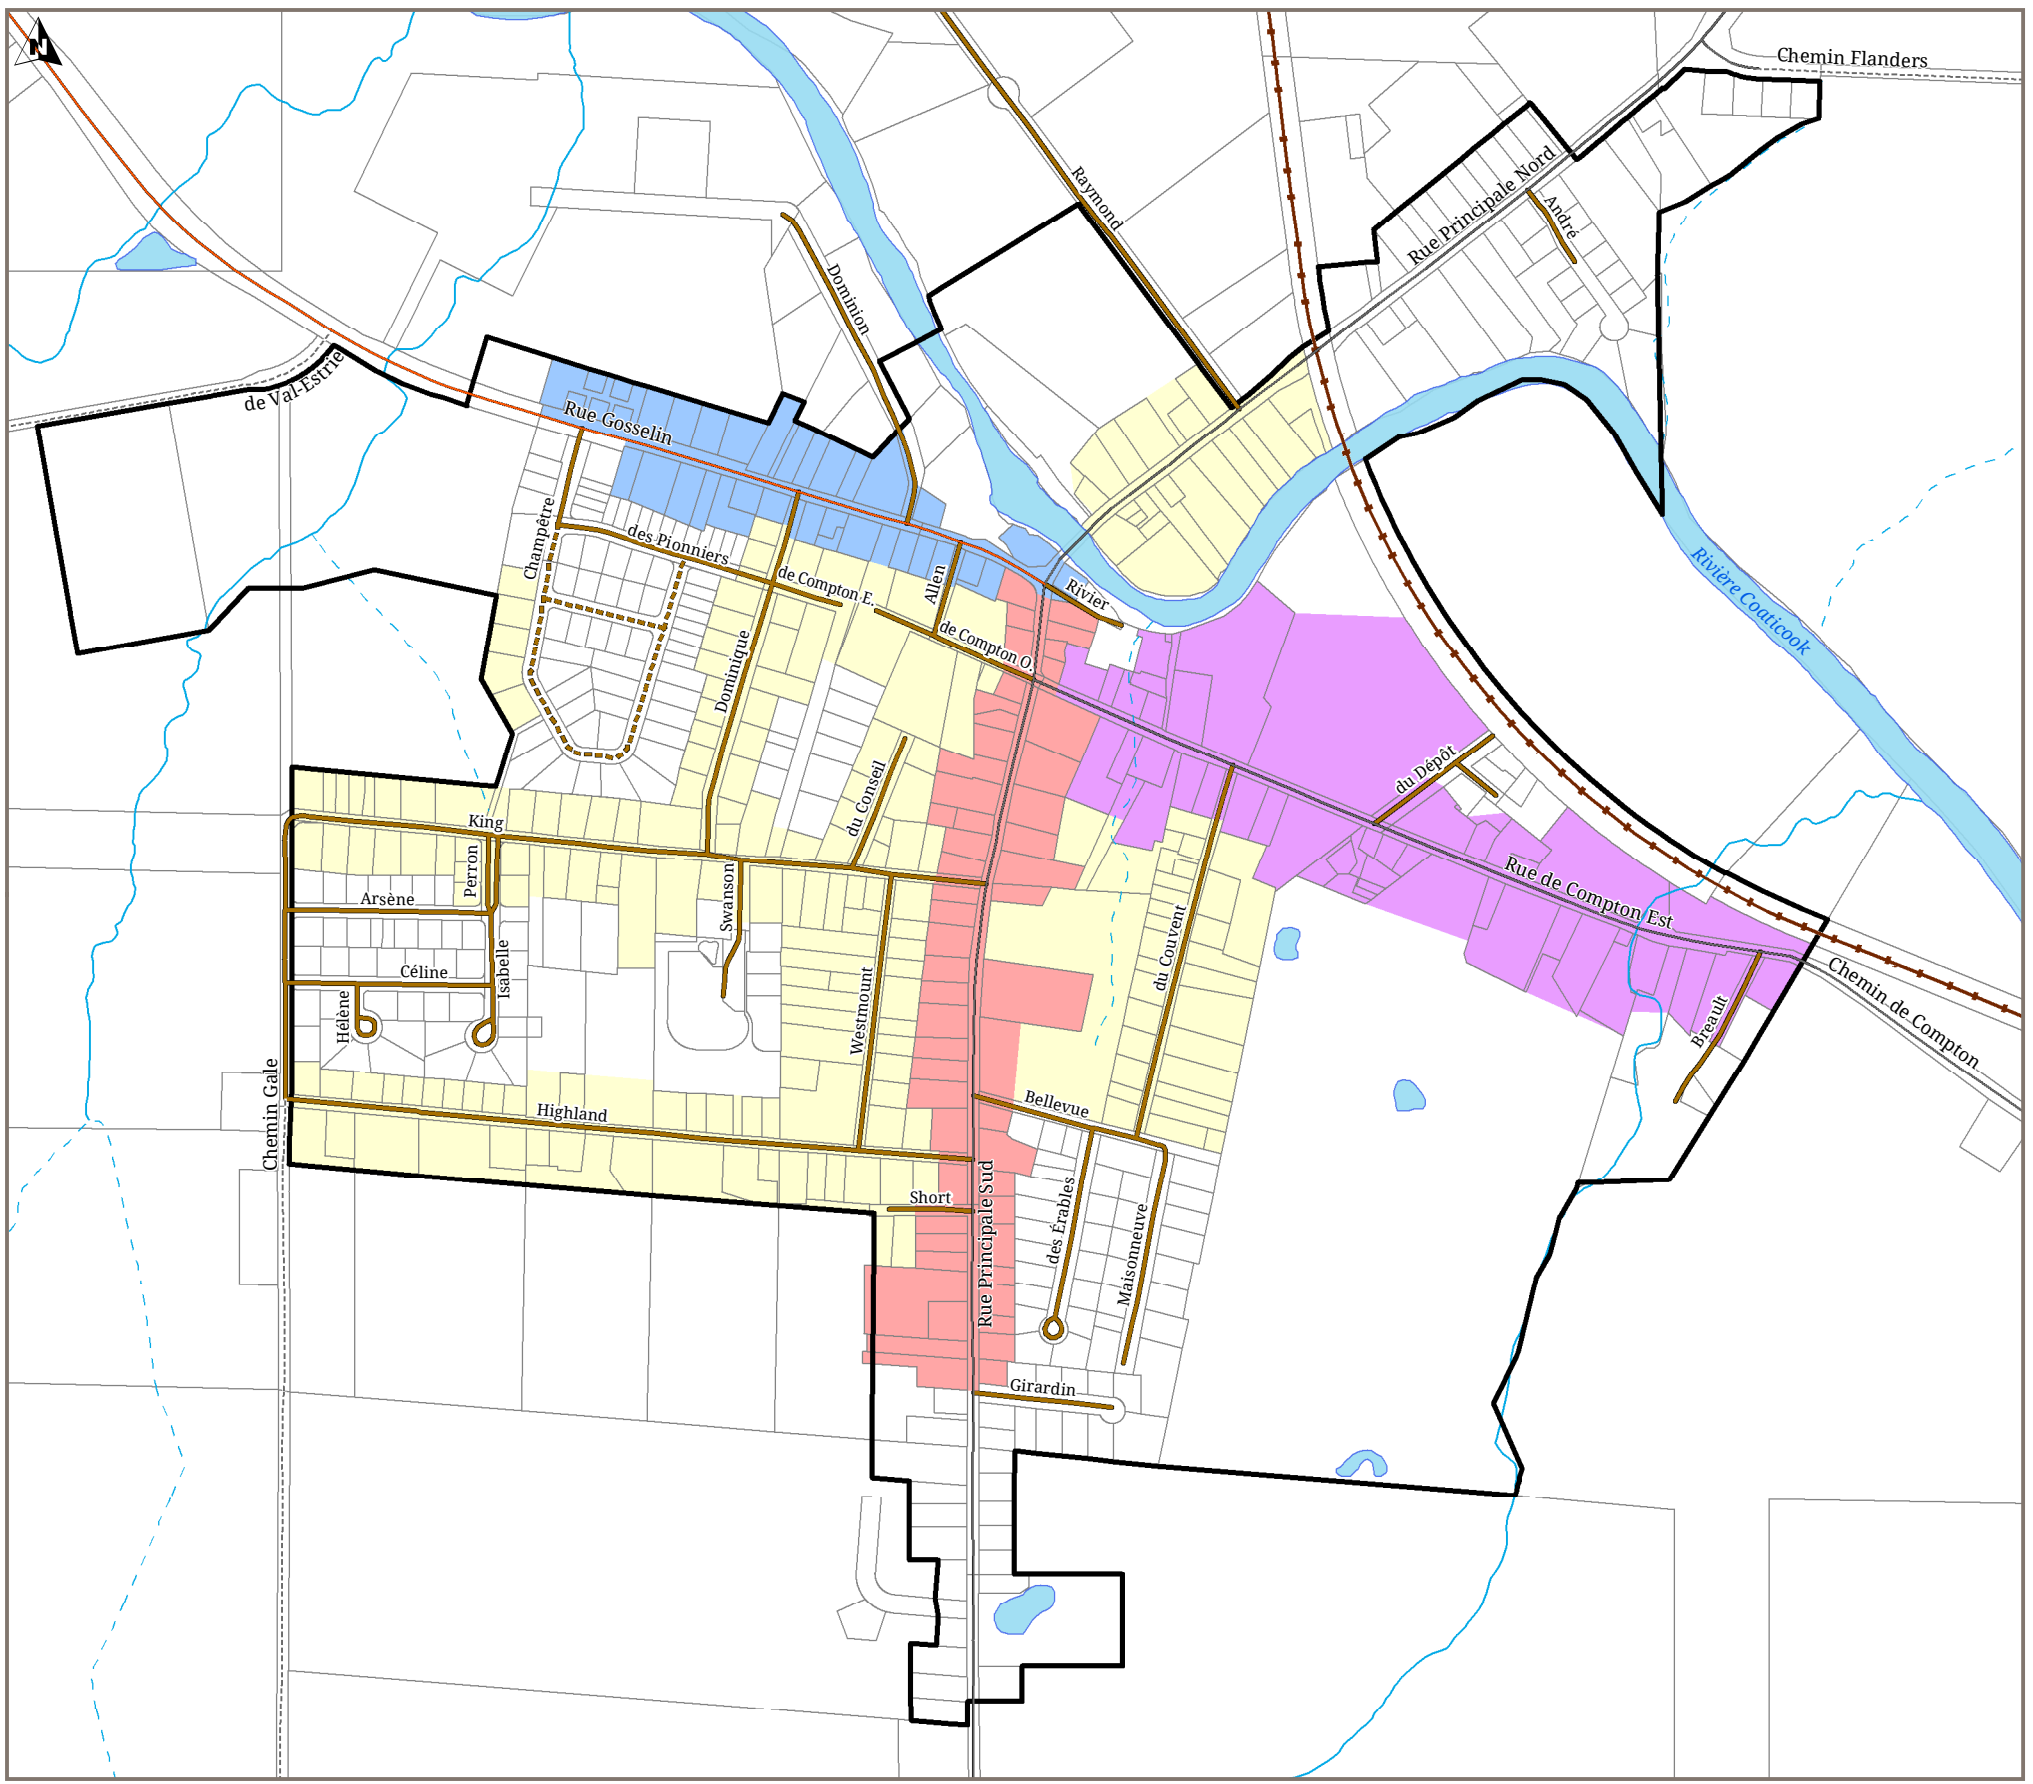 N
Chemin Flanders
Raymond
Rue Principale Nord
André
Dominion
de Val-Estrie
Rue Gosselin
Champêtre
des Pionniers
de Compton E.
Allen
Rivier
de Compton O.
Rivière Coaticook
Dominique
du Conseil
du Dépôt
King
Perron
Swanson
Arsène
Rue de Compton Est
du Couvent
Isabelle
Céline
Hélène
Westmount
Chemin de Compton
Breault
Chemin Gale
Highland
Bellevue
Short
Rue Principale Sud
des Érables
Maisonneuve
Girardin